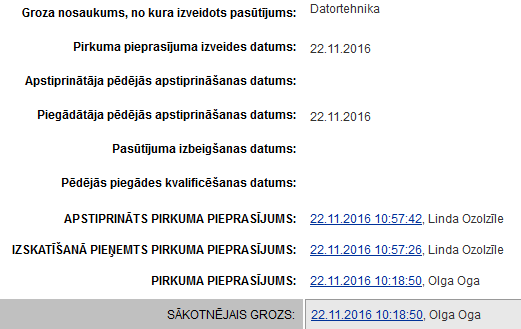 Groza nosaukums, no kura izveidots pasūtījums: Datortehnika
Pirkuma pieprasījuma izveides datums: 22.11.2016
Apstiprinātāja pēdējās apstiprināšanas datums:
Piegādātāja pēdējās apstiprināšanas datums: 22.11.2016
Pasūtījuma izbeigšanas datums:
Pēdējās piegādes kvalificēšanas datums:
APSTIPRINĀTS PIRKUMA PIEPRASĪJUMS: 22.11.2016 10:57:42, Linda Ozolzīle
IZSKATĪŠANĀ PIEŅEMTS PIRKUMA PIEPRASĪJUMS: 22.11.2016 10:57:26, Linda Ozolzīle
PIRKUMA PIEPRASĪJUMS: 22.11.2016 10:18:50, Olga Oga
SĀKOTNĒJAIS GROZS: 22.11.2016 10:18:50, Olga Oga